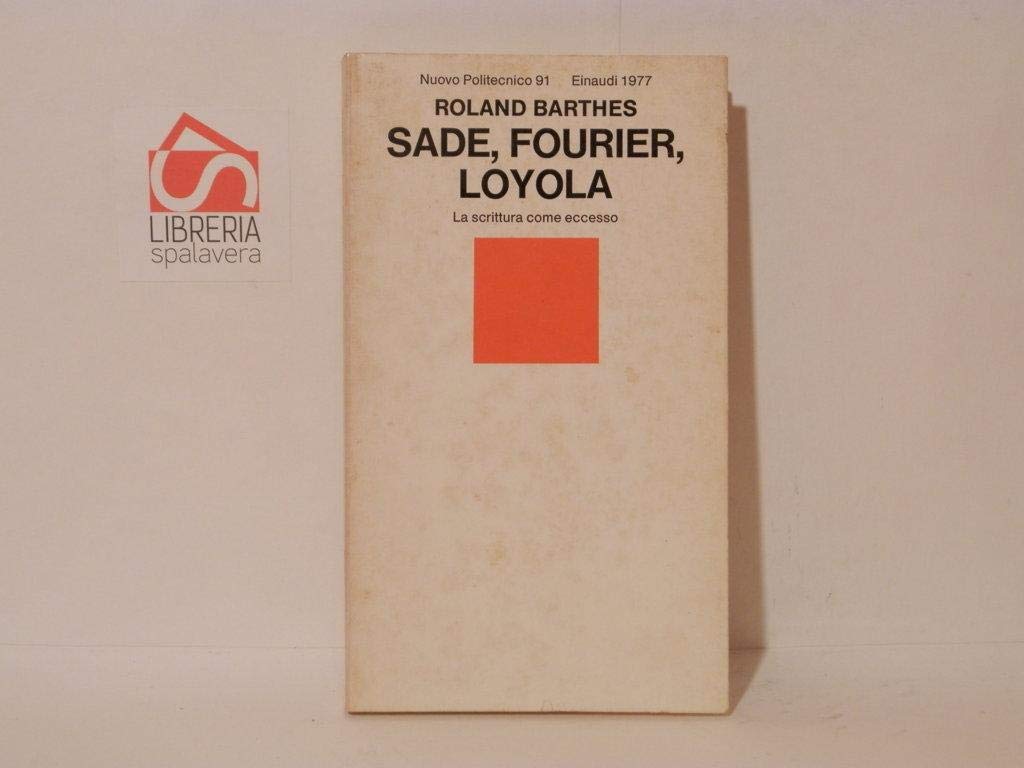 Nuovo Politecnico 91 Einaudi 1977
ROLAND BARTHES
SADE, FOURIER,
LOYOLA
La scrittura come eccesso
LIBRERIA
spalavera